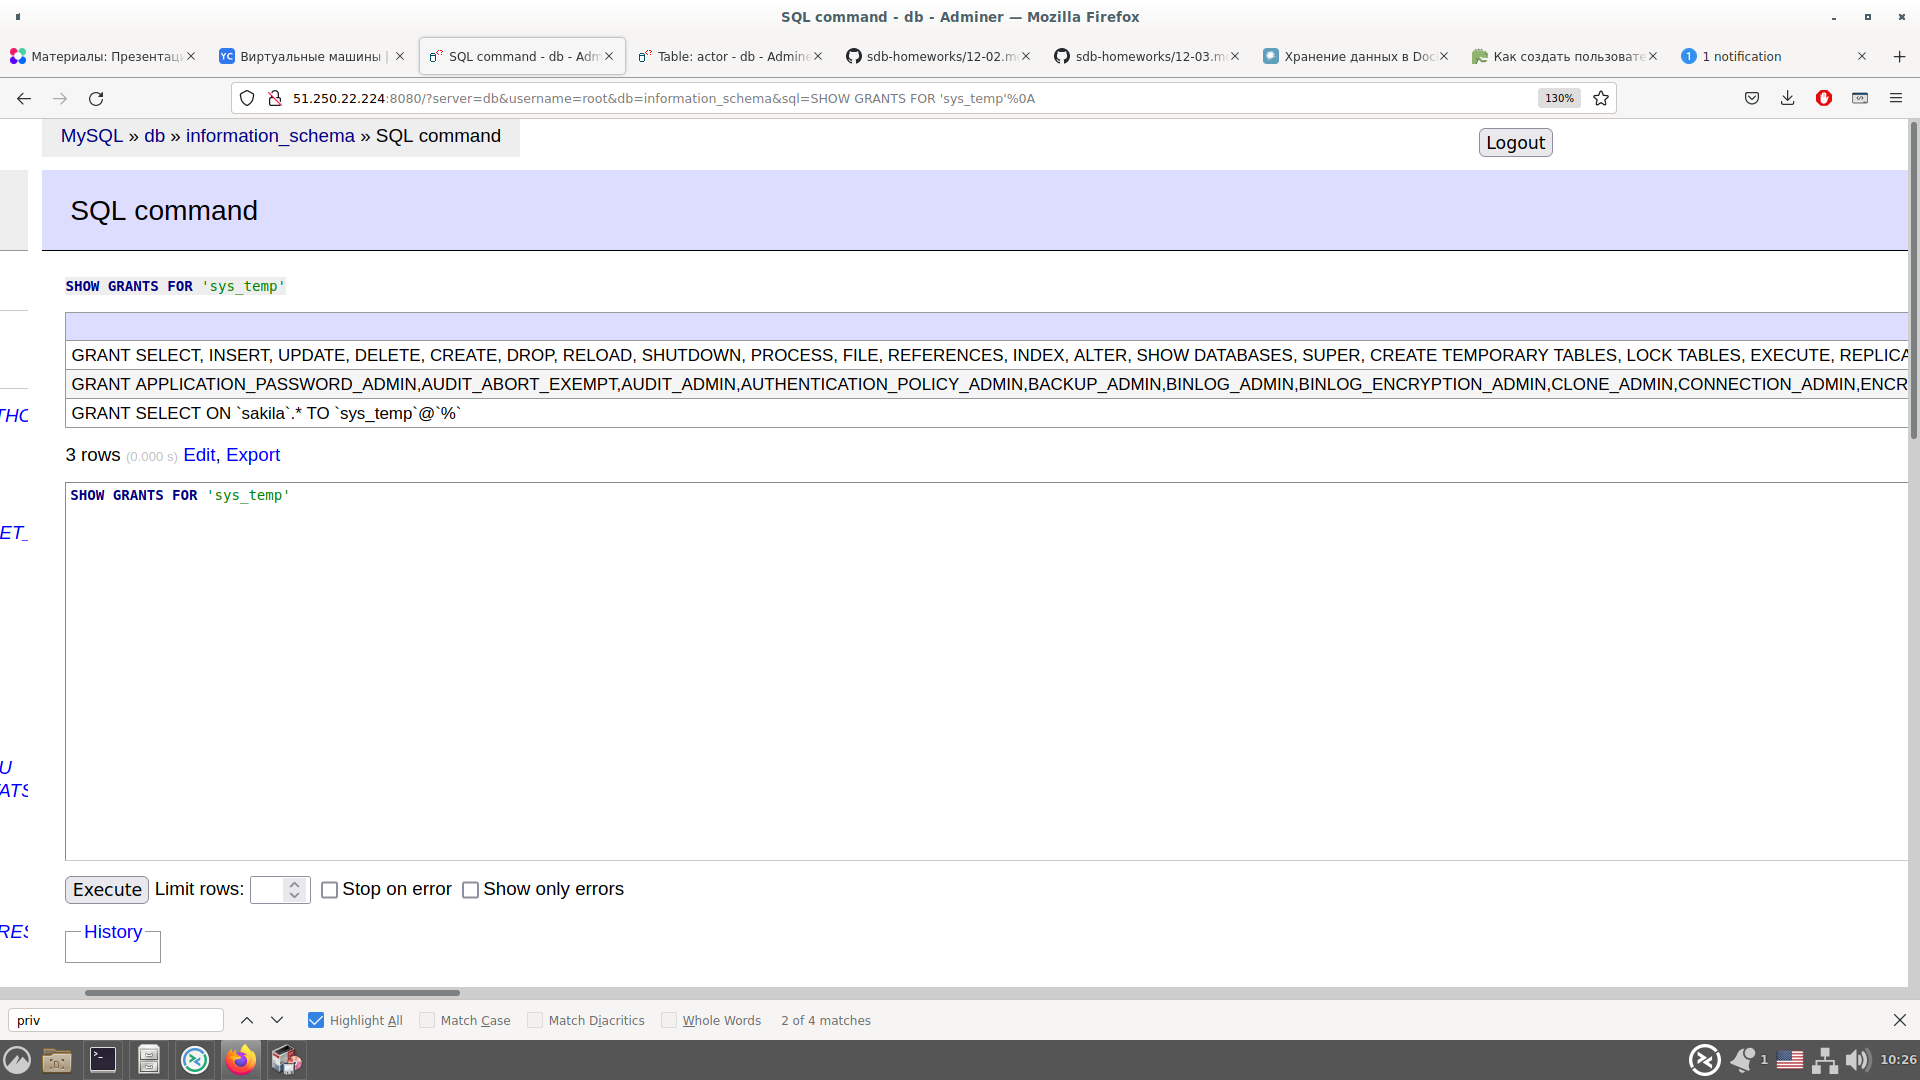 SQL command - db - Adminer — Mozilla Firefox
Материалы: Презентаци
YC Виртуальные машины |
SQL command - db - Adm
Table: actor - db - Admine
sdb-homeworks/12-02.mc
sdb-homeworks/12-03.mc
Хранение данных в Doc
Как создать пользовате
1 1 notification
51.250.22.224:8080/?server=db&username=root&db=information_schema&sql=SHOW GRANTS FOR 'sys_temp'%0A
130%
MySQL » db » information_schema » SQL command
Logout
SQL command
SHOW GRANTS FOR 'sys_temp'
GRANT SELECT, INSERT, UPDATE, DELETE, CREATE, DROP, RELOAD, SHUTDOWN, PROCESS, FILE, REFERENCES, INDEX, ALTER, SHOW DATABASES, SUPER, CREATE TEMPORARY TABLES, LOCK TABLES, EXECUTE, REPLICA
GRANT APPLICATION_PASSWORD_ADMIN,AUDIT_ABORT_EXEMPT,AUDIT_ADMIN,AUTHENTICATION_POLICY_ADMIN,BACKUP_ADMIN,BINLOG_ADMIN,BINLOG_ENCRYPTION_ADMIN,CLONE_ADMIN,CONNECTION_ADMIN,ENCR
GRANT SELECT ON `sakila`.* TO `sys_temp`@`%`
THO
3 rows (0.000 s) Edit, Export
SHOW GRANTS FOR 'sys_temp'
ET_
U
ATS
Execute Limit rows: Stop on error Show only errors
History
RES
priv
Highlight All
Match Case
Match Diacritics
Whole Words
2 of 4 matches
1
10:26